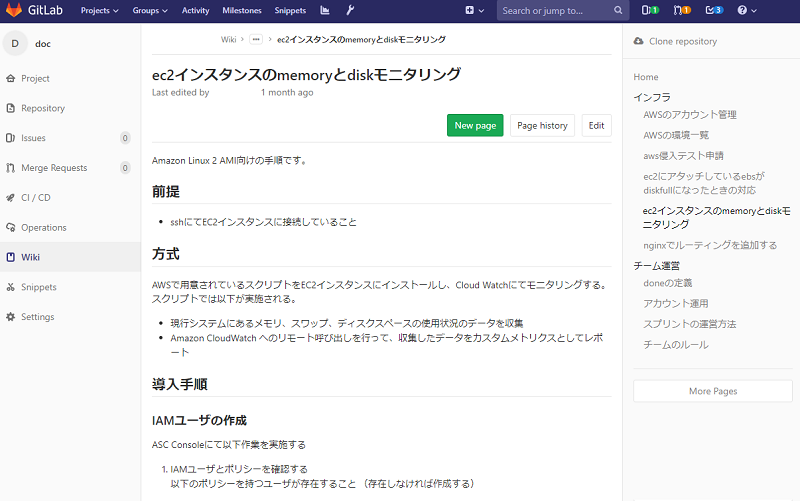 GitLab
Projects
Groups
Activity
Milestones
Snippets
Search or jump to...
1
1
3
D
doc
Project
Repository
Issues
0
Merge Requests
0
CI / CD
Operations
Wiki
Snippets
Settings
Wiki > ... > ec2インスタンスのmemoryとdiskモニタリング
ec2インスタンスのmemoryとdiskモニタリング
Last edited by 1 month ago
New page
Page history
Edit
Amazon Linux 2 AMI向けの手順です。
前提
• sshにてEC2インスタンスに接続していること
方式
AWSで用意されているスクリプトをEC2インスタンスにインストールし、Cloud Watchにてモニタリングする。
スクリプトでは以下が実施される。
• 現行システムにあるメモリ、スワップ、ディスクスペースの使用状況のデータを収集
• Amazon CloudWatch へのリモート呼び出しを行って、収集したデータをカスタムメトリクスとしてレポ
ート
導入手順
IAMユーザの作成
ASC Consoleにて以下作業を実施する
1. IAMユーザとポリシーを確認する
以下のポリシーを持つユーザが存在すること （存在しなければ作成する）
Clone repository
Home
インフラ
AWSのアカウント管理
AWSの環境一覧
aws侵入テスト申請
ec2にアタッチしているebsが
diskfullになったときの対応
ec2インスタンスのmemoryとdiskモ
ニタリング
nginxでルーティングを追加する
チーム運営
doneの定義
アカウント運用
スプリントの運営方法
チームのルール
More Pages